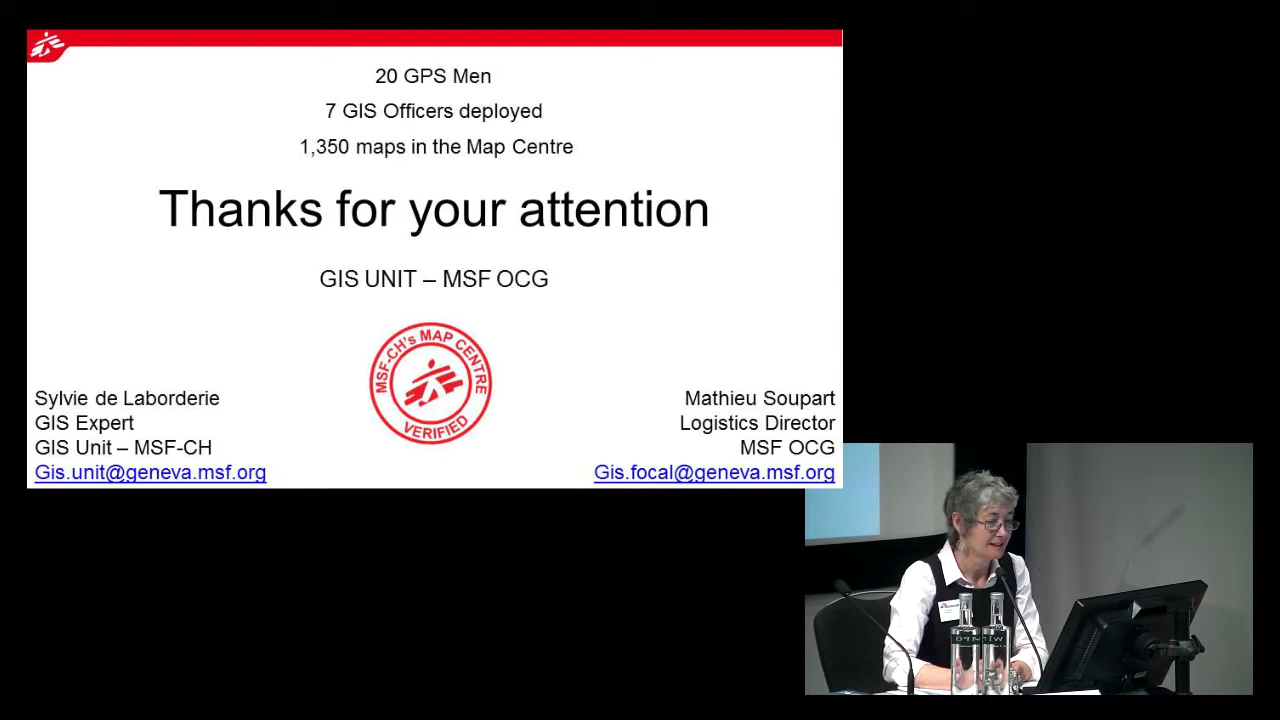 20 GPS Men
7 GIS Officers deployed
1,350 maps in the Map Centre
Thanks for your attention
GIS UNIT – MSF OCG
MSF-CH's MAP CENTRE
VERIFIED
Sylvie de Laborderie
GIS Expert
GIS Unit – MSF-CH
Gis.unit@geneva.msf.org
Mathieu Soupart
Logistics Director
MSF OCG
Gis.focal@geneva.msf.org